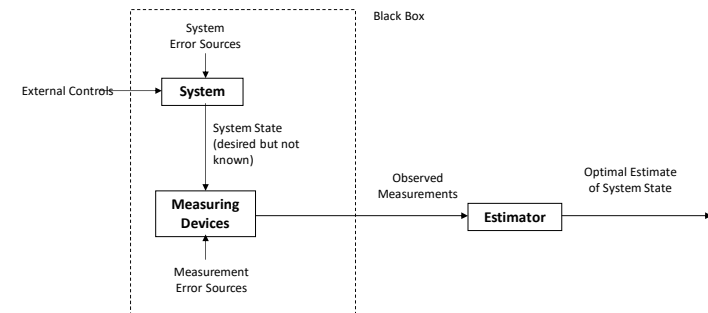 Black Box
System
Error Sources
External Controls
System
System State
(desired but not
known)
Measuring
Devices
Measurement
Error Sources
Observed
Measurements
Estimator
Optimal Estimate
of System State